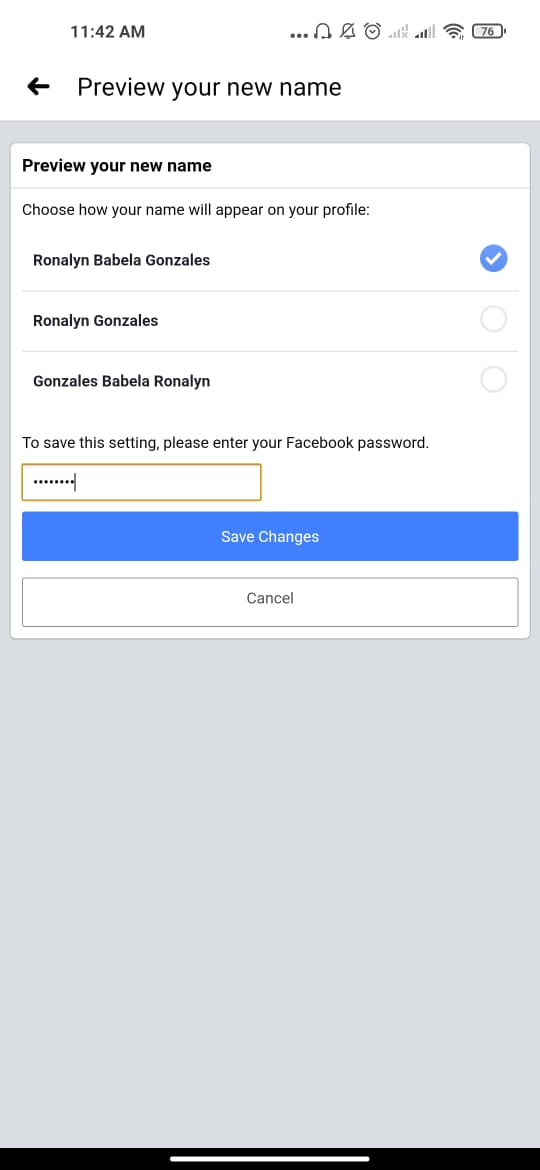 11:42 AM
76
Preview your new name
Preview your new name
Choose how your name will appear on your profile:
Ronalyn Babela Gonzales
Ronalyn Gonzales
Gonzales Babela Ronalyn
To save this setting, please enter your Facebook password.
••••••••
Save Changes
Cancel